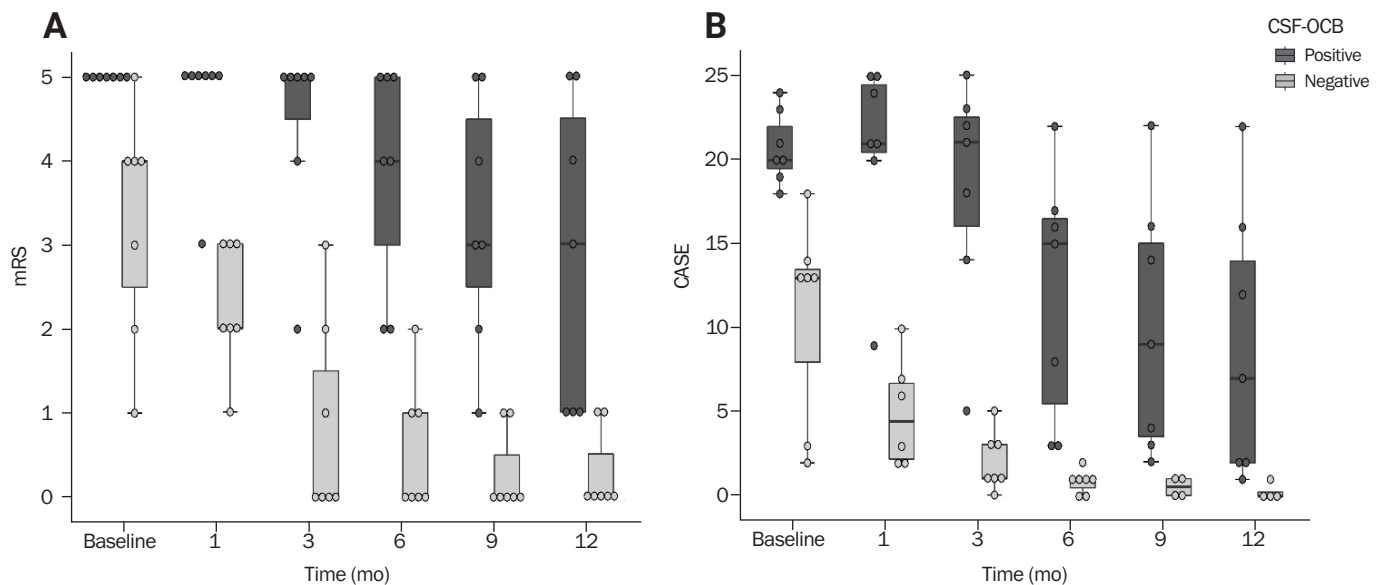 A
mRS
5
4
3
2
1
0
Baseline 1 3 6 9 12
Time (mo)
B
CASE
25
20
15
10
5
0
Baseline 1 3 6 9 12
Time (mo)
CSF-OCB
Positive
Negative